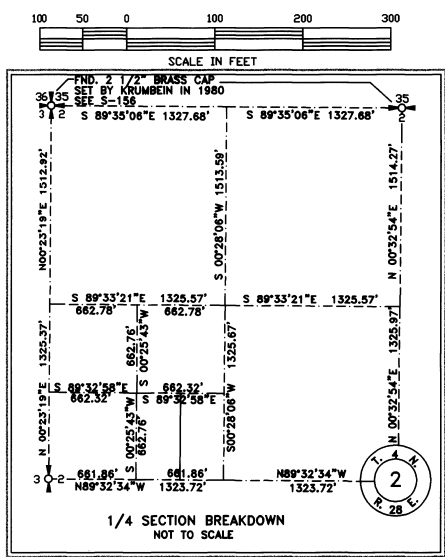 100 50 0 100 200 300
SCALE IN FEET
FND. 2 1/2" BRASS CAP
SET BY KRUMBEIN IN 1980
SEE S-156
36 35
3 2
35
2
S 89°35'06"E 1327.68'
S 89°35'06"E 1327.68'
N00°23'19"E 1512.92'
S 00°28'06"W 1513.59'
N 00°32'54"E 1514.27'
S 89°33'21"E 1325.57'
S 89°33'21"E 1325.57'
662.78'
662.78'
N 00°23'19"E 1325.37'
662.76'
S 00°25'43"W
S00°28'06"W 1325.67'
N 00°32'54"E 1325.97'
S 89°32'58"E
662.32'
662.32'
S 89°32'58"E
S 00°25'43"W
662.76'
3 2
661.86'
661.86'
N89°32'34"W
N89°32'34"W
1323.72'
1323.72'
T. 4 N.
2
R. 28 E.
1/4 SECTION BREAKDOWN
NOT TO SCALE